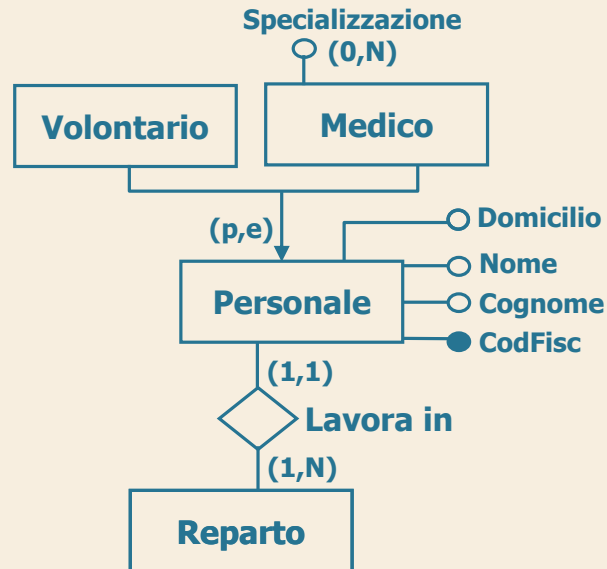 Specializzazione
(0,N)
Volontario
Medico
(p,e)
Domicilio
Nome
Personale
Cognome
CodFisc
(1,1)
Lavora in
(1,N)
Reparto